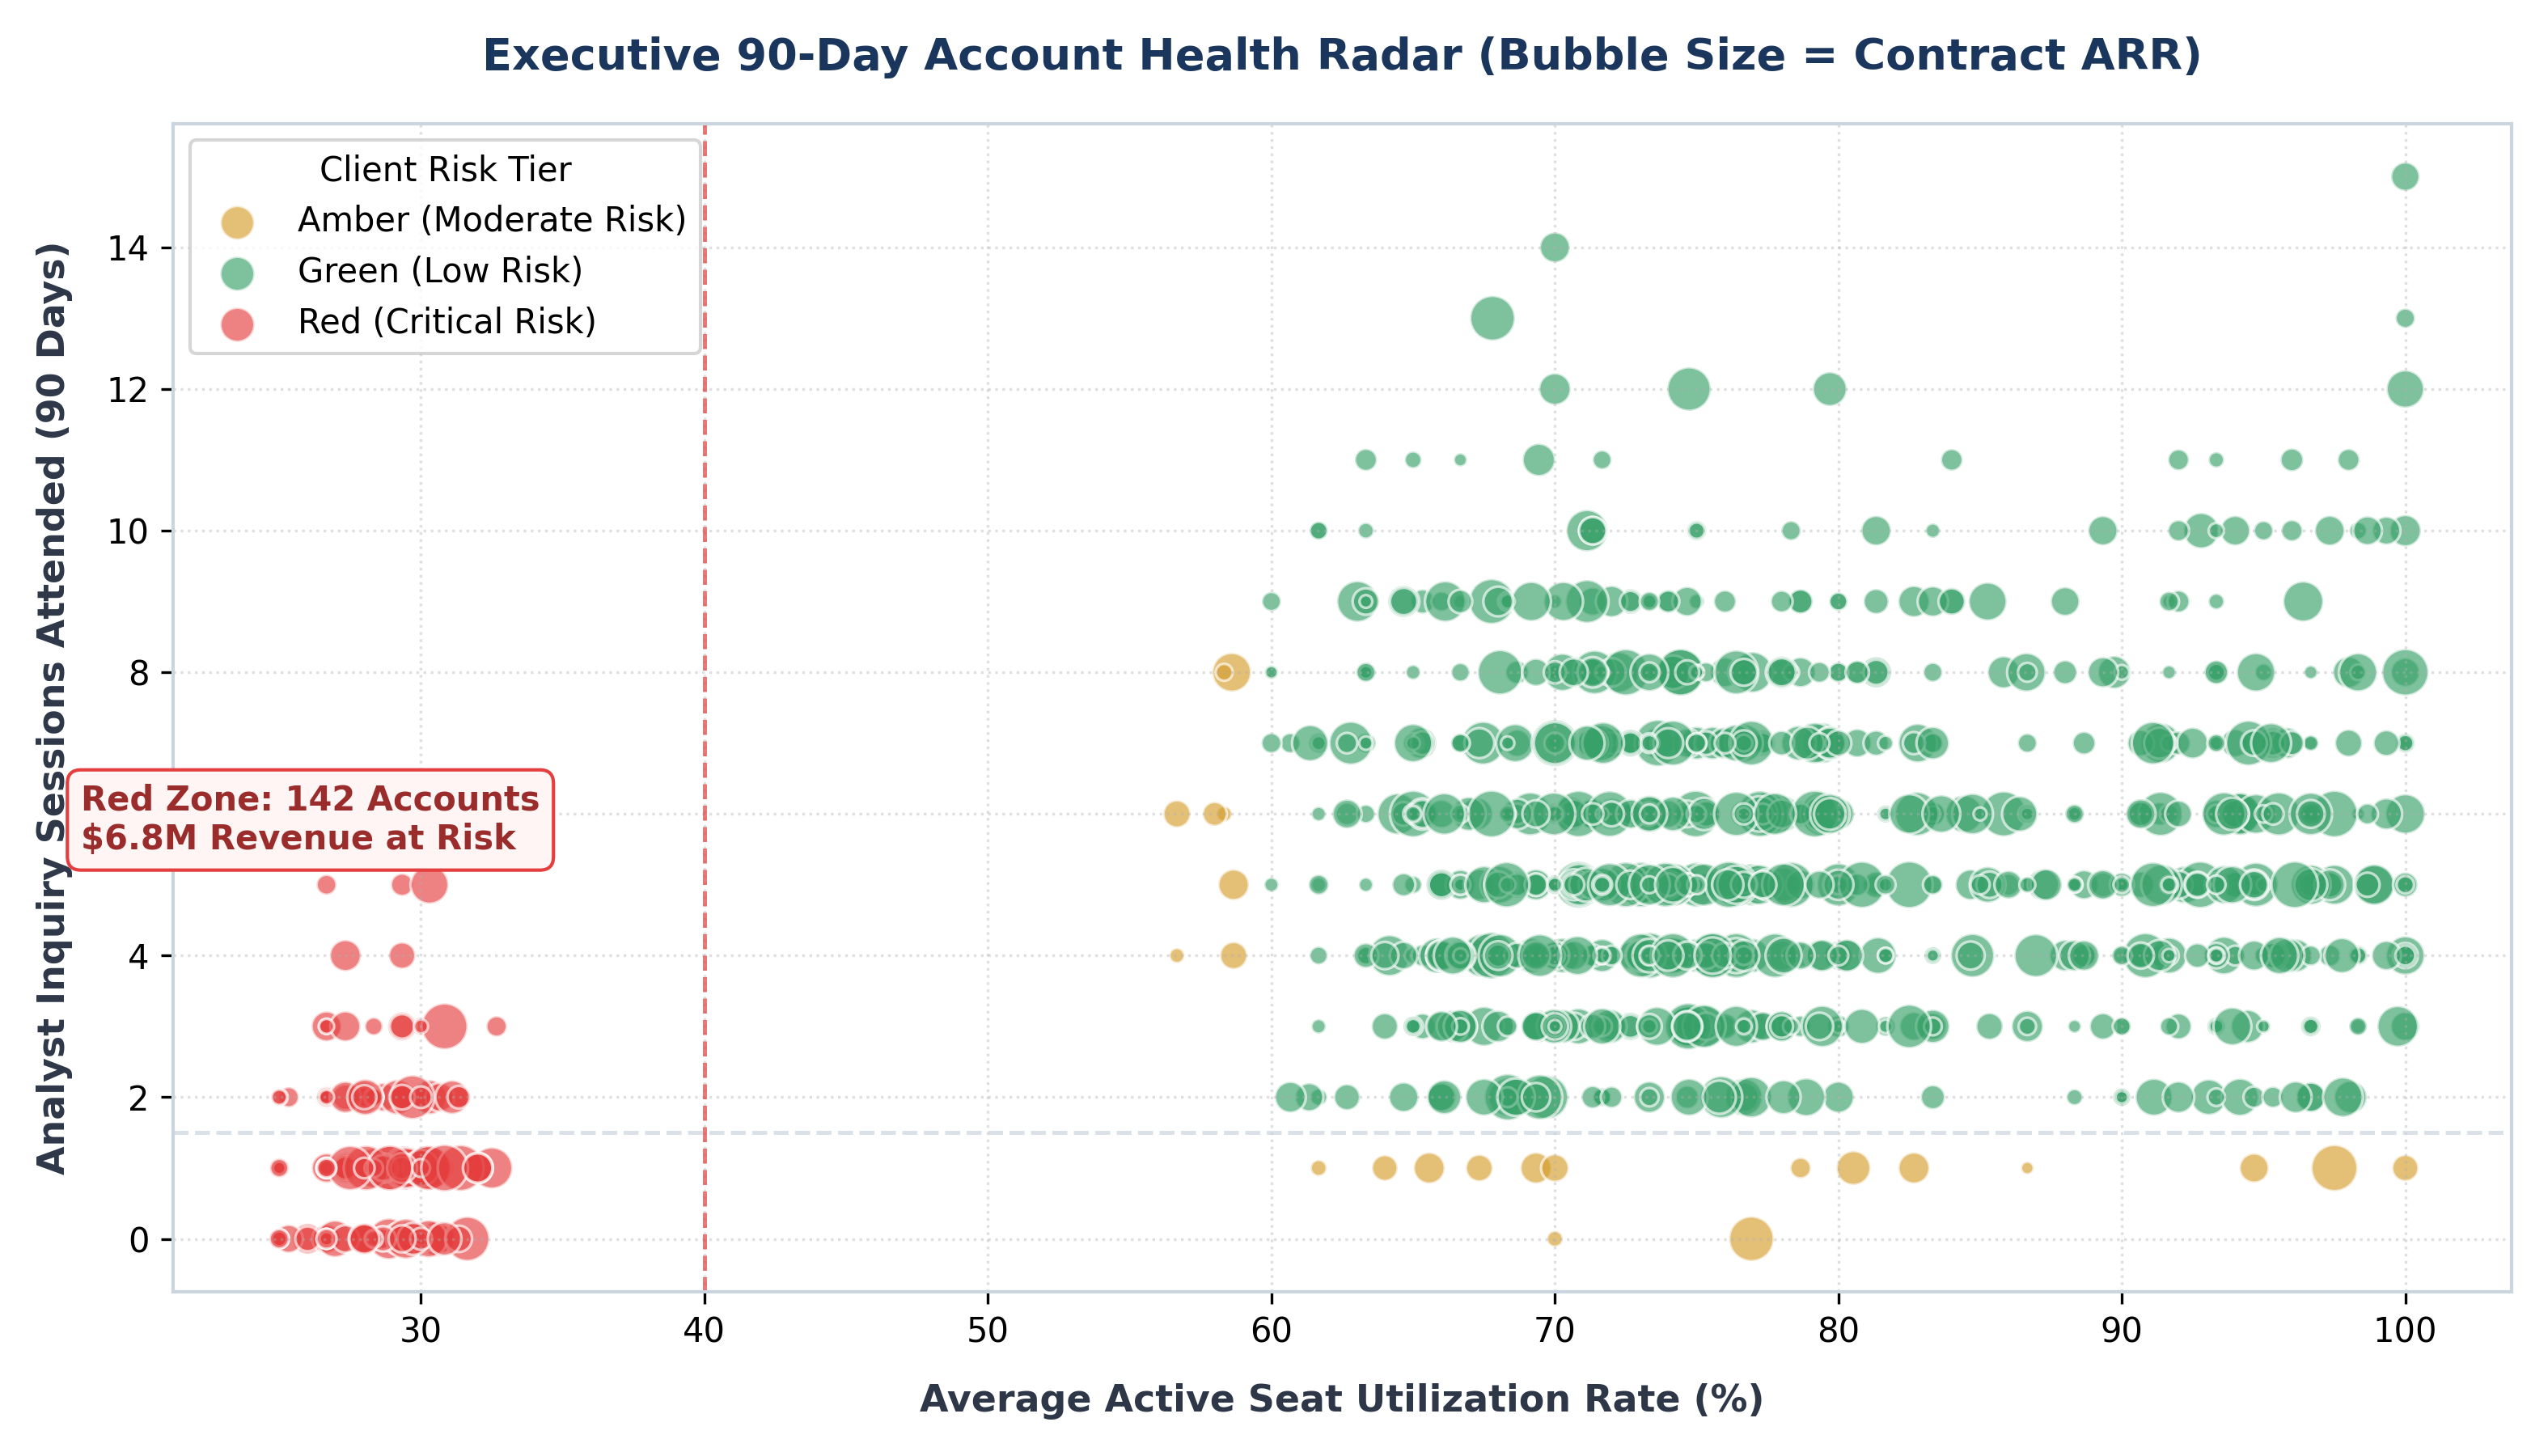 Executive 90-Day Account Health Radar (Bubble Size = Contract ARR)
Client Risk Tier
Amber (Moderate Risk)
Green (Low Risk)
Red (Critical Risk)
Analyst Inquiry Sessions Attended (90 Days)
14
12
10
8
4
2
0
Red Zone: 142 Accounts
$6.8M Revenue at Risk
30
40
50
60
70
80
90
100
Average Active Seat Utilization Rate (%)